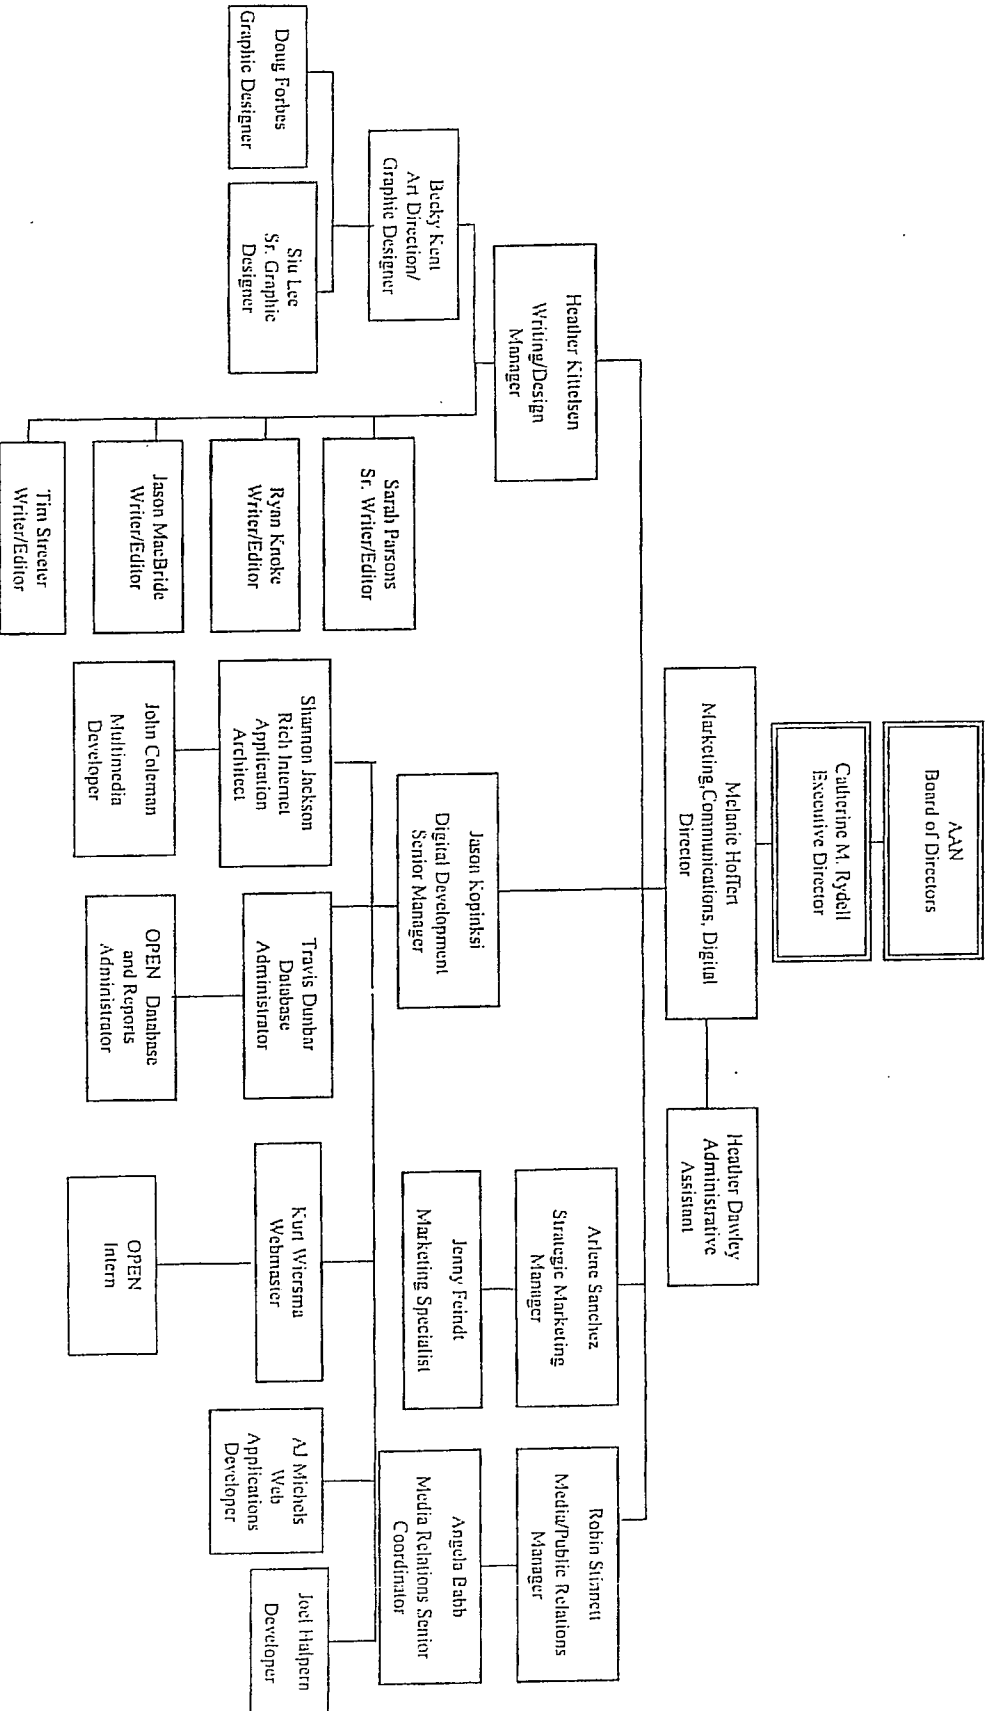 AAN
Board of Directors
Catherine M. Rydell
Executive Director
Melanie Hoffert
Marketing,Communications, Digital
Director
Heather Dawley
Administrative
Assistant
Heather Kittelsen
Writing/Design
Manager
Jason Kopinksi
Digital Development
Senior Manager
Arlene Sanchez
Strategic Marketing
Manager
Robin Stinnett
Media/Public Relations
Manager
Becky Kent
Art Direction/
Graphic Designer
Jenny Feindt
Marketing Specialist
Angela Babb
Media Relations Senior
Coordinator
Doug Forbes
Graphic Designer
Siu Lee
Sr. Graphic
Designer
Sarah Parsons
Sr. Writer/Editor
Ryan Knoke
Writer/Editor
Jason MacBride
Writer/Editor
Tim Streeter
Writer/Editor
Shannon Jackson
Rich Internet
Application
Architect
Travis Dunbar
Database
Administrator
Kurt Wiersma
Webmaster
AJ Michels
Web
Applications
Developer
Joel Halpern
Developer
John Coleman
Multimedia
Developer
OPEN Database
and Reports
Administrator
OPEN
Intern